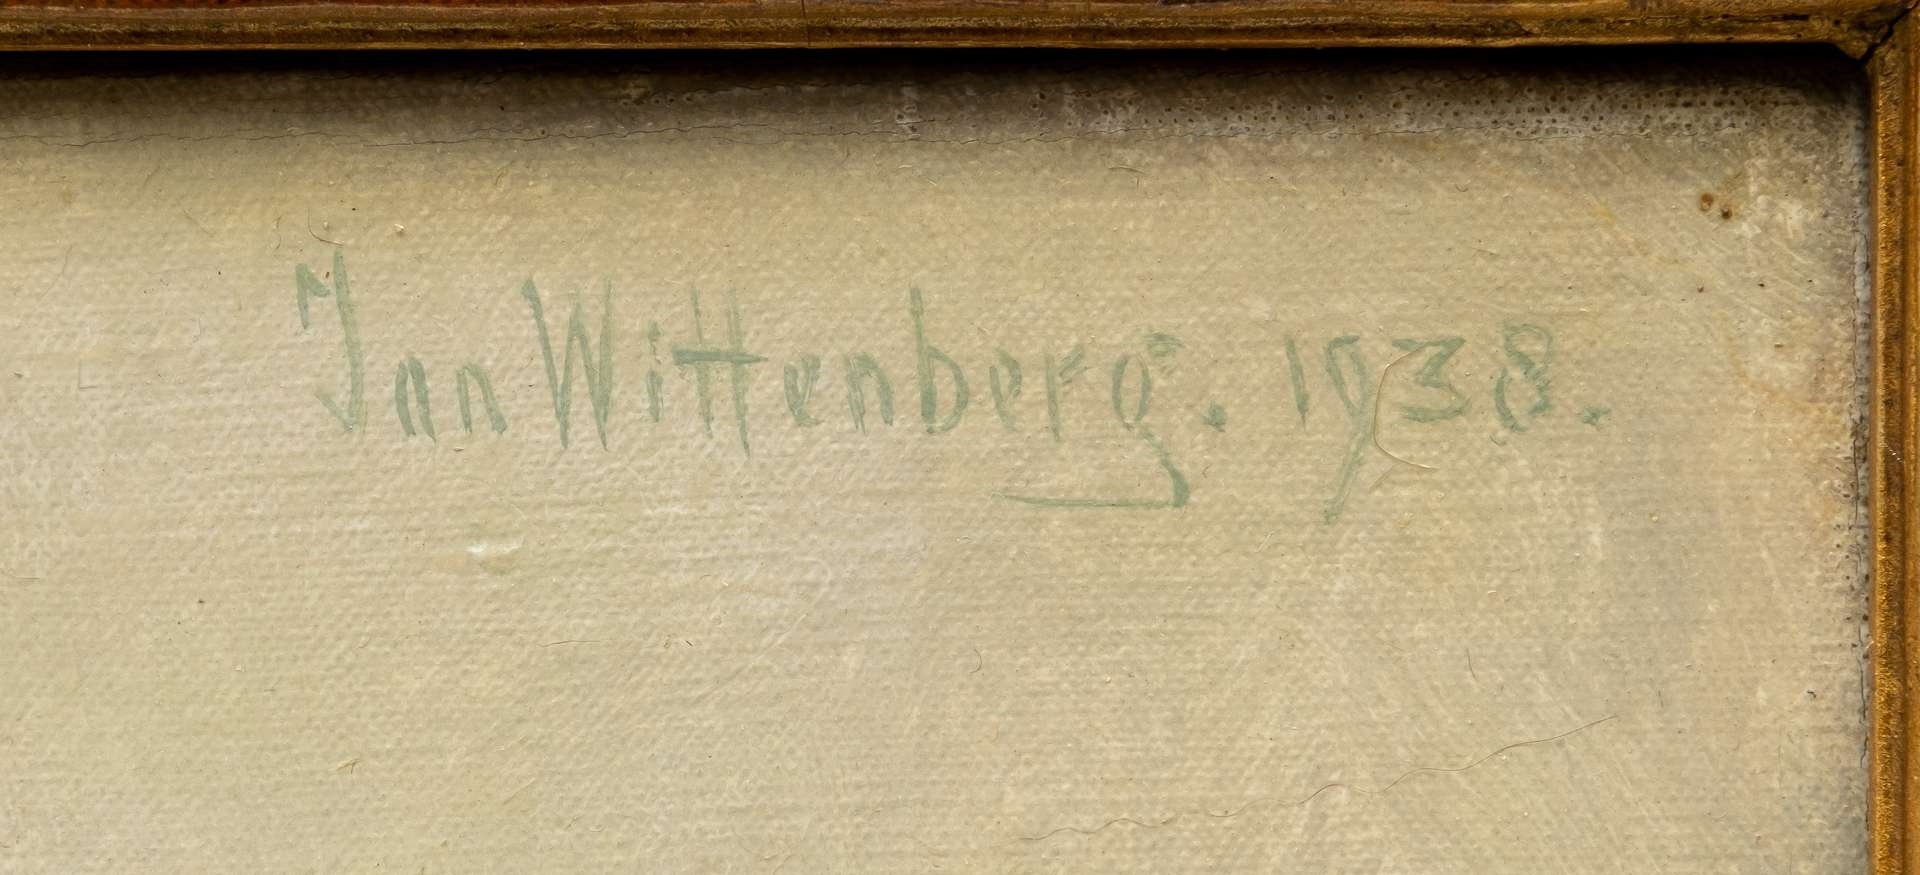 Jan Wittenberg. 1938.